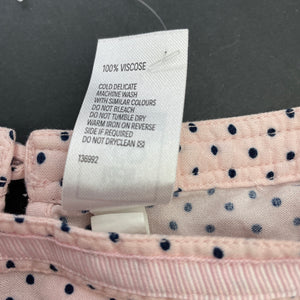 100% VISCOSE
COLD DELICATE
MACHINE WASH
WITH SIMILAR COLOURS
DO NOT BLEACH
DO NOT TUMBLE DRY
WARM IRON ON REVERSE
SIDE IF REQUIRED
DO NOT DRYCLEAN ☒
136992